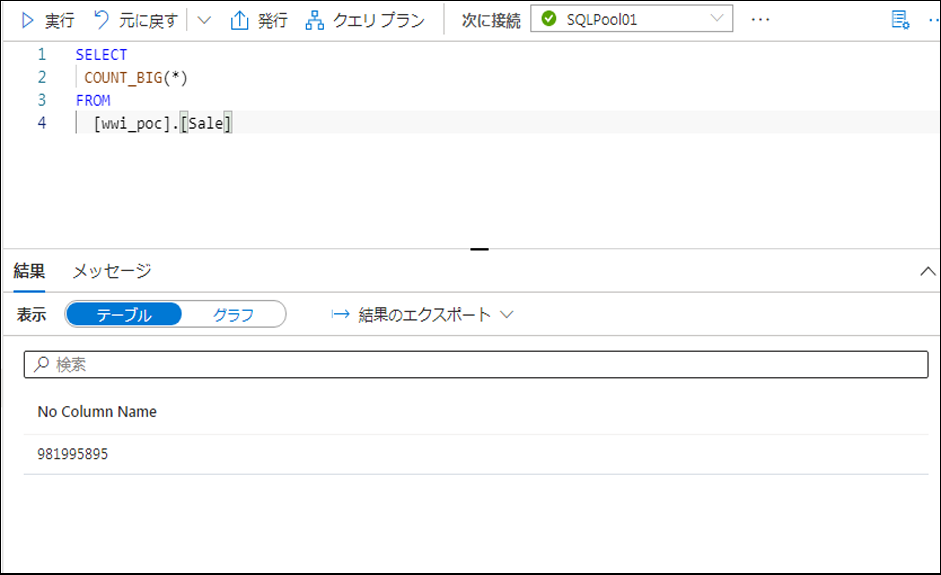 実行 元に戻す 発行 クエリ プラン 次に接続 SQLPool01 ...
1 SELECT
2 COUNT_BIG(*)
3 FROM
4 [wwi_poc].[Sale]
結果 メッセージ
表示 テーブル グラフ 結果のエクスポート
検索
No Column Name
981995895